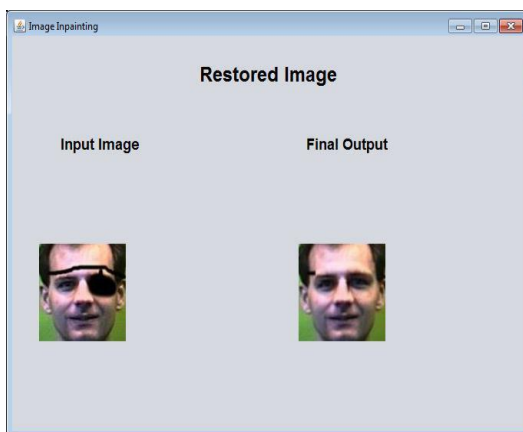 Image Inpainting
Restored Image
Input Image
Final Output